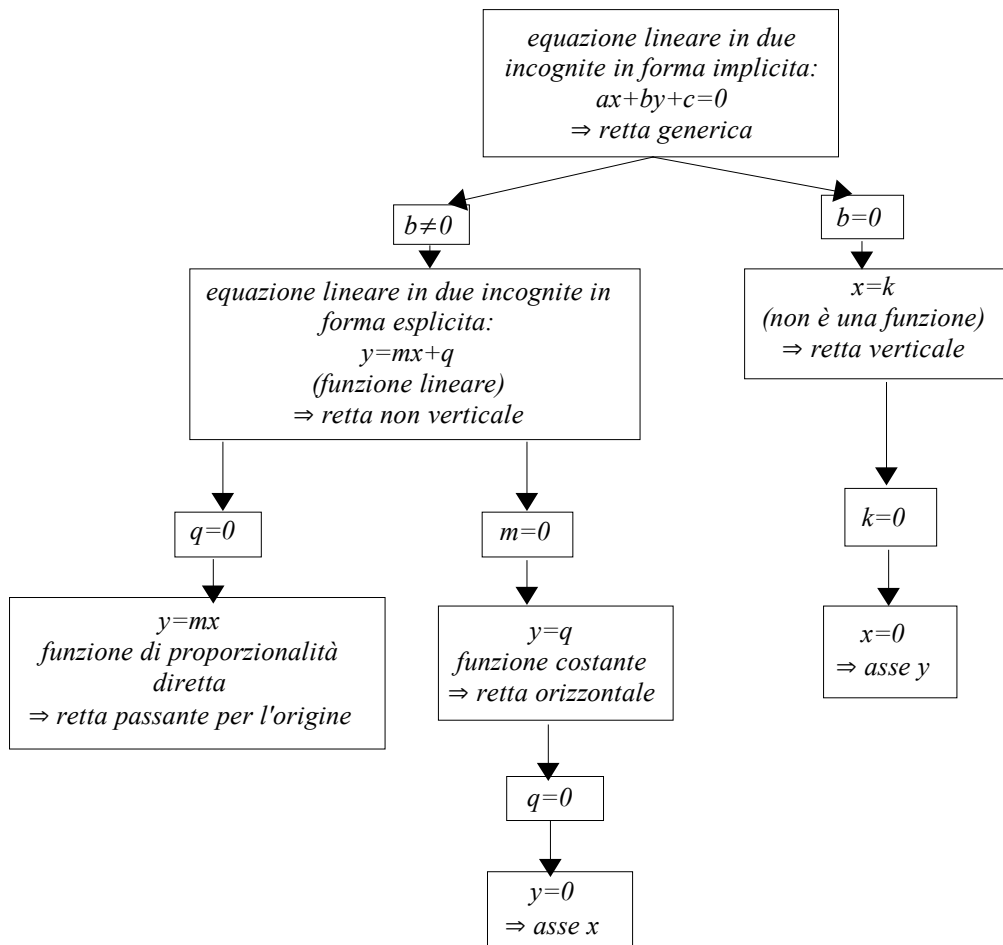 equazione lineare in due
incognite in forma implicita:
ax+by+c=0
⇒ retta generica
b≠0
b=0
equazione lineare in due incognite in
forma esplicita:
y=mx+q
(funzione lineare)
⇒ retta non verticale
x=k
(non è una funzione)
⇒ retta verticale
q=0
m=0
k=0
y=mx
funzione di proporzionalità
diretta
⇒ retta passante per l'origine
y=q
funzione costante
⇒ retta orizzontale
x=0
⇒ asse y
q=0
y=0
⇒ asse x